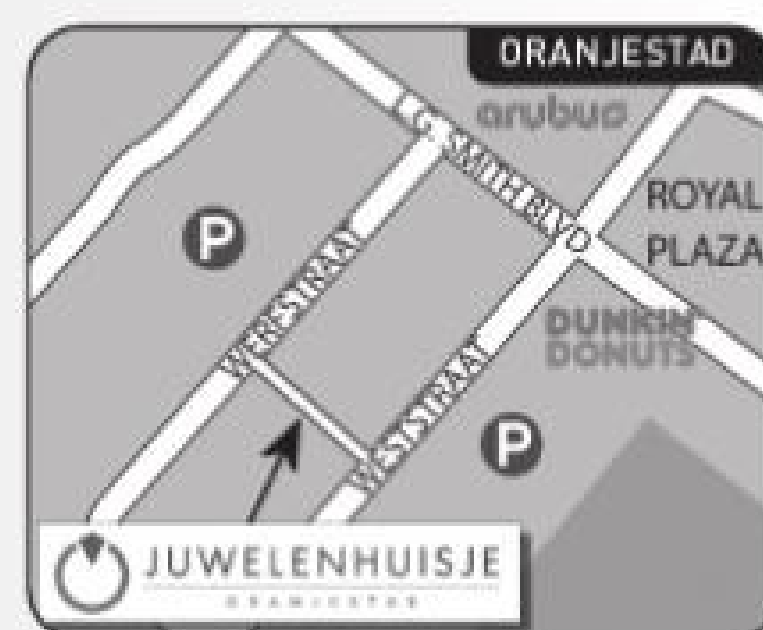 ORANJESTAD
arubus
L.G. SMITH BLVD
ROYAL
PLAZA
P
DUNKIN'
DONUTS
WESTSTRAAT
P
JUWELENHUISJE
ORANJESTAD